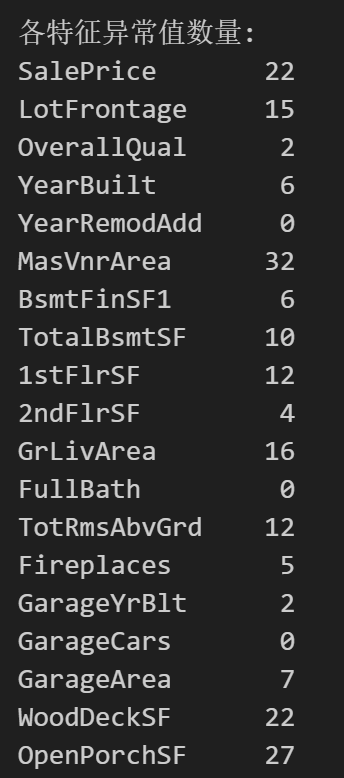 各特征异常值数量:
SalePrice 22
LotFrontage 15
OverallQual 2
YearBuilt 6
YearRemodAdd 0
MasVnrArea 32
BsmtFinSF1 6
TotalBsmtSF 10
1stFlrSF 12
2ndFlrSF 4
GrLivArea 16
FullBath 0
TotRmsAbvGrd 12
Fireplaces 5
GarageYrBlt 2
GarageCars 0
GarageArea 7
WoodDeckSF 22
OpenPorchSF 27